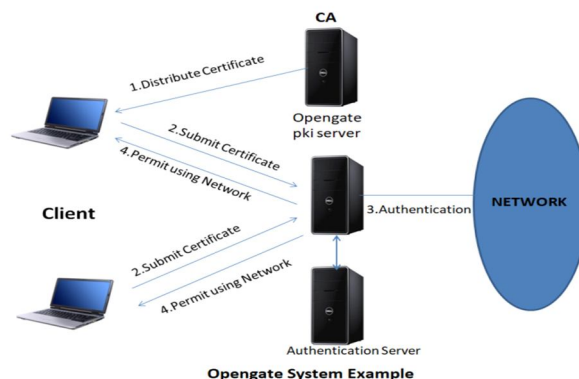 CA
1.Distribute Certificate
Opengate
pki server
2.Submit Certificate
4.Permit using Network
Client
3.Authentication
NETWORK
2.Submit Certificate
4.Permit using Network
Authentication Server
Opengate System Example